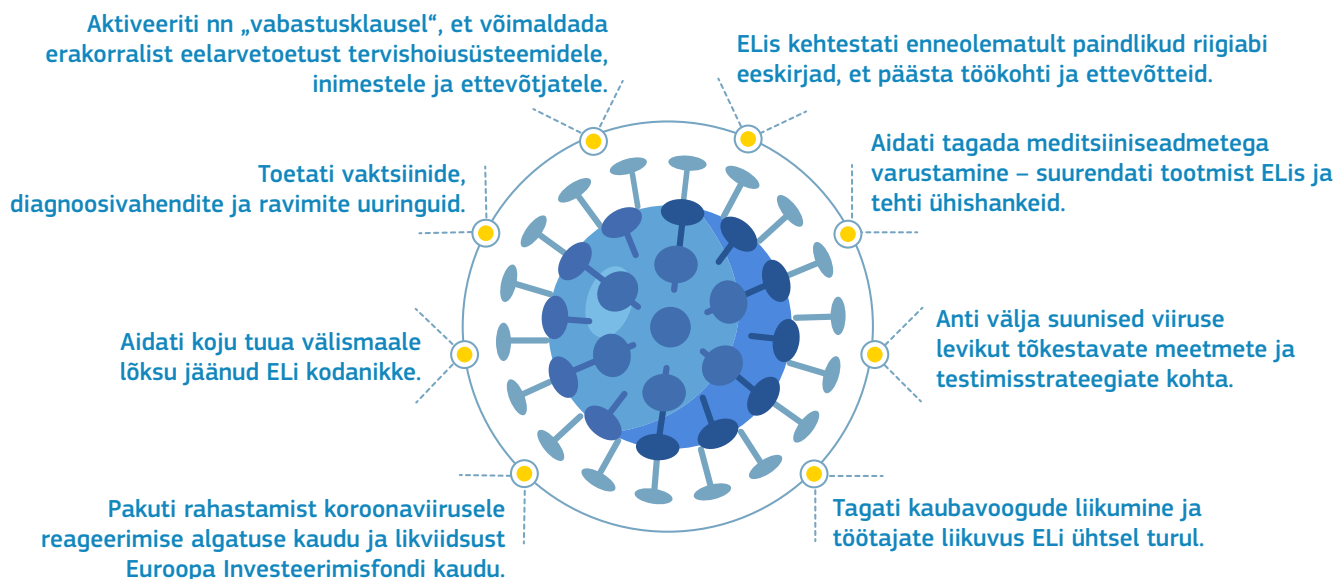 Aktiveeriti nn „vabastusklausel“, et võimaldada
erakorralist eelarvetoetust tervishoiusüsteemidele,
inimestele ja ettevõtjatele.
ELis kehtestati enneolematult paindlikud riigiabi
eeskirjad, et päästa töökohti ja ettevõtteid.
Toetati vaktsiinide,
diagnoosivahendite ja ravimite uuringuid.
Aidati tagada meditsiiniseadmetega
varustamine – suurendati tootmist ELis ja
tehti ühishankeid.
Aidati koju tuua välismaale
lõksu jäänud ELi kodanikke.
Anti välja suunised viiruse
levikut tõkestavate meetmete ja
testimisstrateegiate kohta.
Pakuti rahastamist koroonaviirusele
reageerimise algatuse kaudu ja likviidsust
Euroopa Investeerimisfondi kaudu.
Tagati kaubavoogude liikumine ja
töötajate liikuvus ELi ühtsel turul.